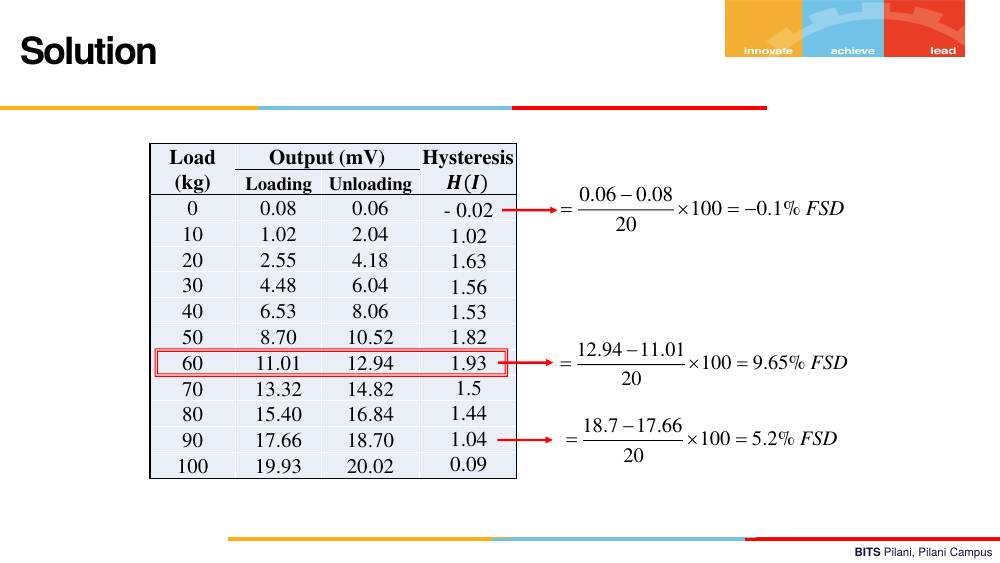 Solution
innovate achieve lead
Load Output (mV) Hysteresis
(kg) Loading Unloading H(I)
0 0.08 0.06 - 0.02
10 1.02 2.04 1.02
20 2.55 4.18 1.63
30 4.48 6.04 1.56
40 6.53 8.06 1.53
50 8.70 10.52 1.82
60 11.01 12.94 1.93
70 13.32 14.82 1.5
80 15.40 16.84 1.44
90 17.66 18.70 1.04
100 19.93 20.02 0.09
0.06 − 0.08
= ×100 = −0.1% FSD
20
12.94 − 11.01
= ×100 = 9.65% FSD
20
18.7 − 17.66
= ×100 = 5.2% FSD
20
BITS Pilani, Pilani Campus